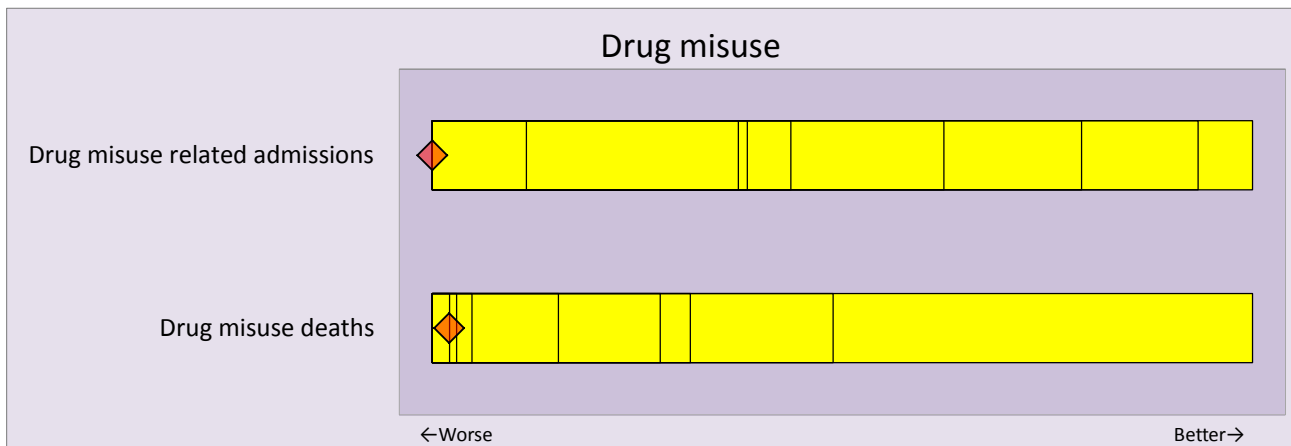 Drug misuse
Drug misuse related admissions
Drug misuse deaths
←Worse
Better→